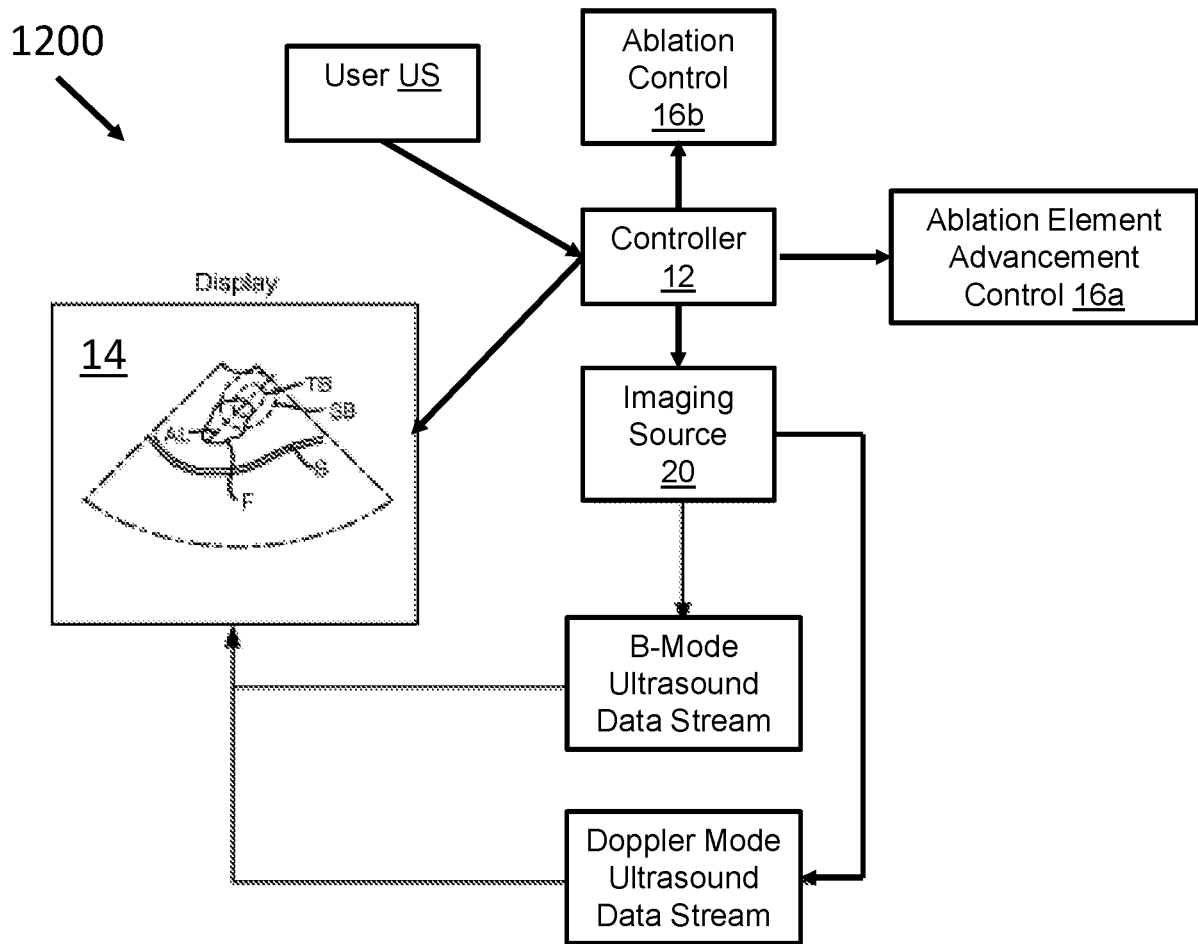 1200
User US
Ablation
Control
16b
Controller
12
Ablation Element
Advancement
Control 16a
Display
14
TB
SB
AL
S
F
Imaging
Source
20
B-Mode
Ultrasound
Data Stream
Doppler Mode
Ultrasound
Data Stream